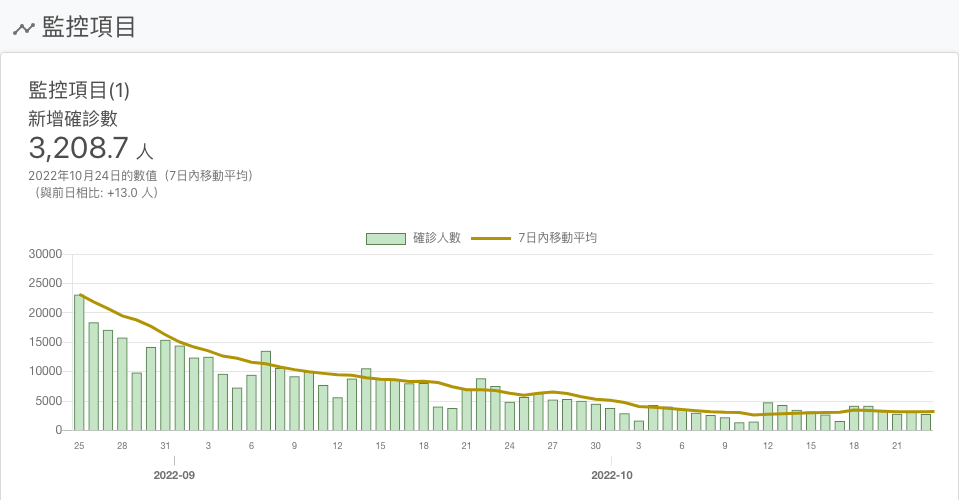 監控項目
監控項目(1)
新增確診數
3,208.7 人
2022年10月24日的數值（7日內移動平均）
（與前日相比: +13.0 人）
確診人數 7日內移動平均
30000
25000
20000
15000
10000
5000
0
25 28 31 3 6 9 12 15 18 21 24 27 30 3 6 9 12 15 18 21
2022-09 2022-10